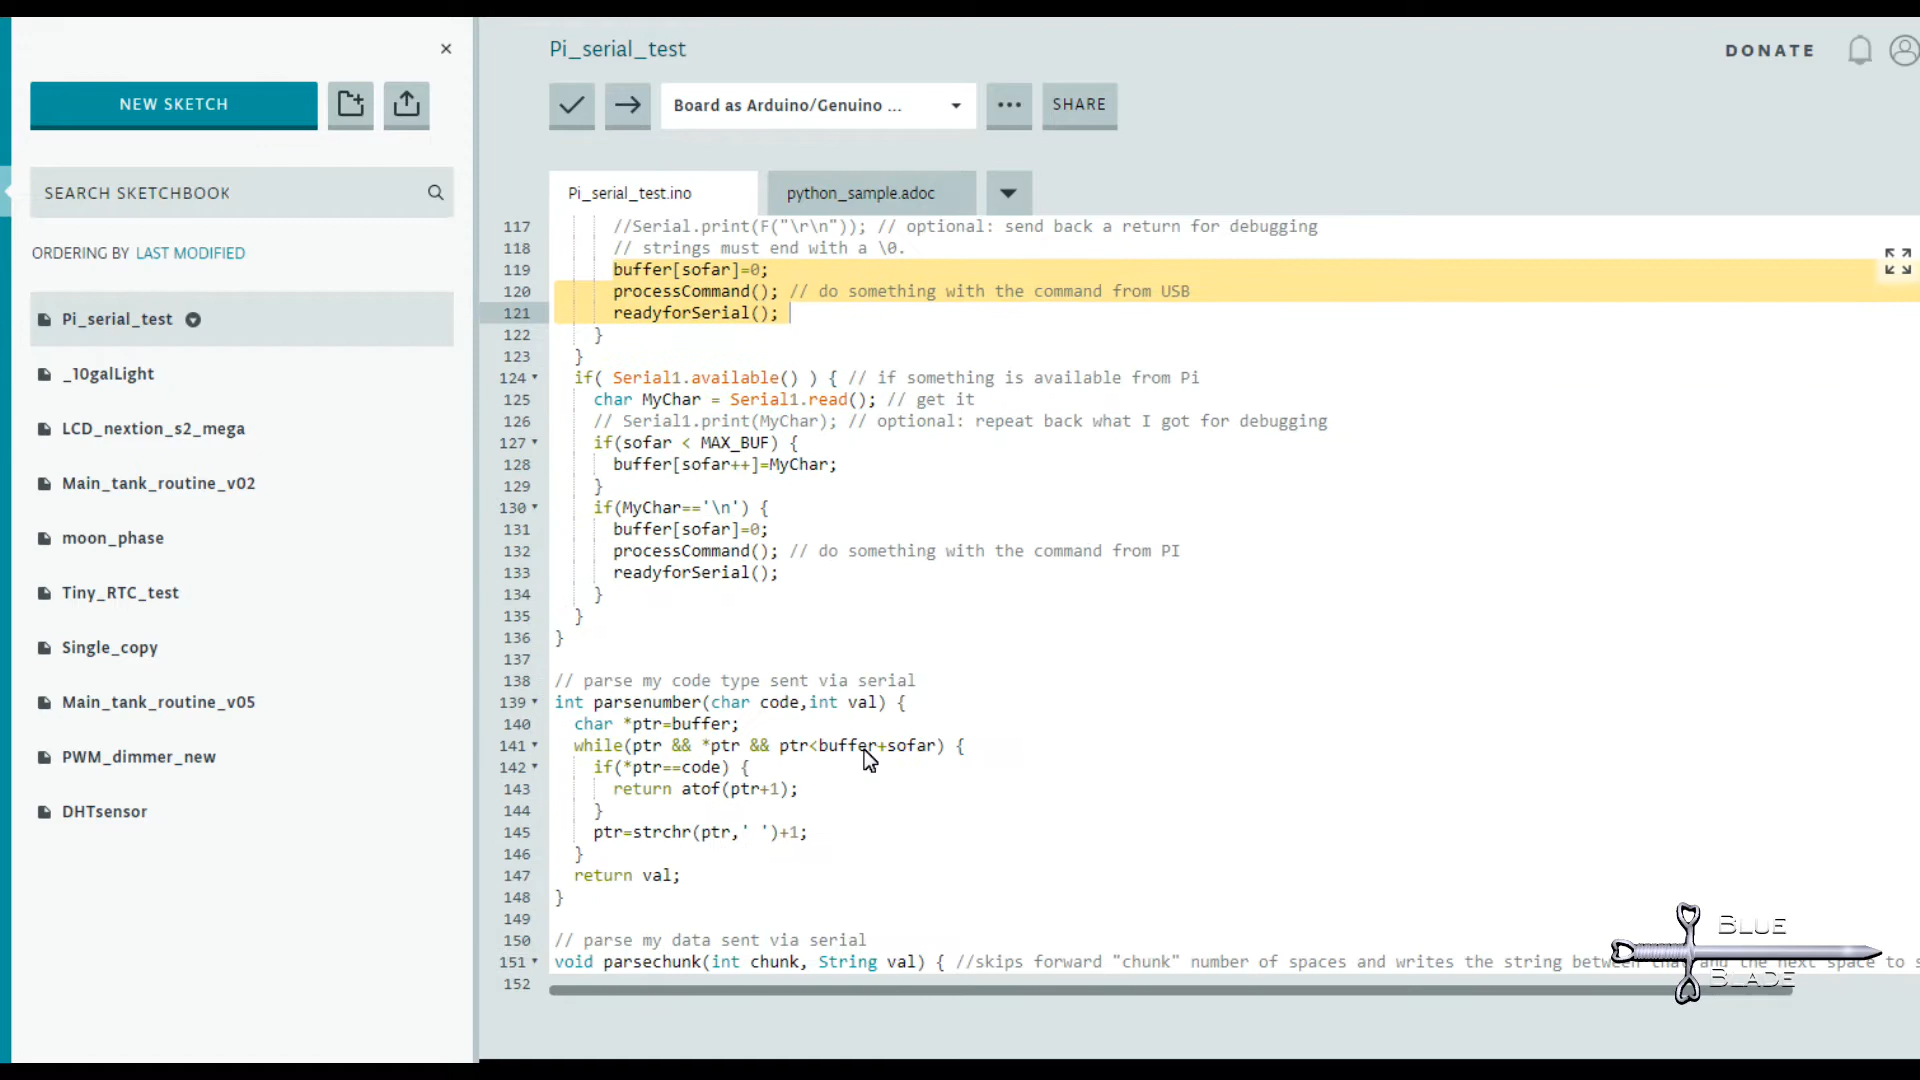 Pi_serial_test
DONATE
NEW SKETCH
Board as Arduino/Genuino ...
SHARE
SEARCH SKETCHBOOK
Pi_serial_test.ino
python_sample.adoc
ORDERING BY LAST MODIFIED
Pi_serial_test
_10galLight
LCD_nextion_s2_mega
Main_tank_routine_v02
moon_phase
Tiny_RTC_test
Single_copy
Main_tank_routine_v05
PWM_dimmer_new
DHTsensor
117 //Serial.print(F("\r\n")); // optional: send back a return for debugging
118 // strings must end with a \0.
119 buffer[sofar]=0;
120 processCommand(); // do something with the command from USB
121 readyforSerial();
122 }
123 }
124 if( Serial1.available() ) { // if something is available from Pi
125 char MyChar = Serial1.read(); // get it
126 // Serial1.print(MyChar); // optional: repeat back what I got for debugging
127 if(sofar < MAX_BUF) {
128 buffer[sofar++]=MyChar;
129 }
130 if(MyChar=='\n') {
131 buffer[sofar]=0;
132 processCommand(); // do something with the command from PI
133 readyforSerial();
134 }
135 }
136 }
137
138 // parse my code type sent via serial
139 int parsenumber(char code,int val) {
140 char *ptr=buffer;
141 while(ptr && *ptr && ptr<buffer+sofar) {
142 if(*ptr==code) {
143 return atof(ptr+1);
144 }
145 ptr=strchr(ptr,' ')+1;
146 }
147 return val;
148 }
149
150 // parse my data sent via serial
151 void parsechunk(int chunk, String val) { //skips forward "chunk" number of spaces and writes the string between that and the next space to s
152
BLUE
BLADE